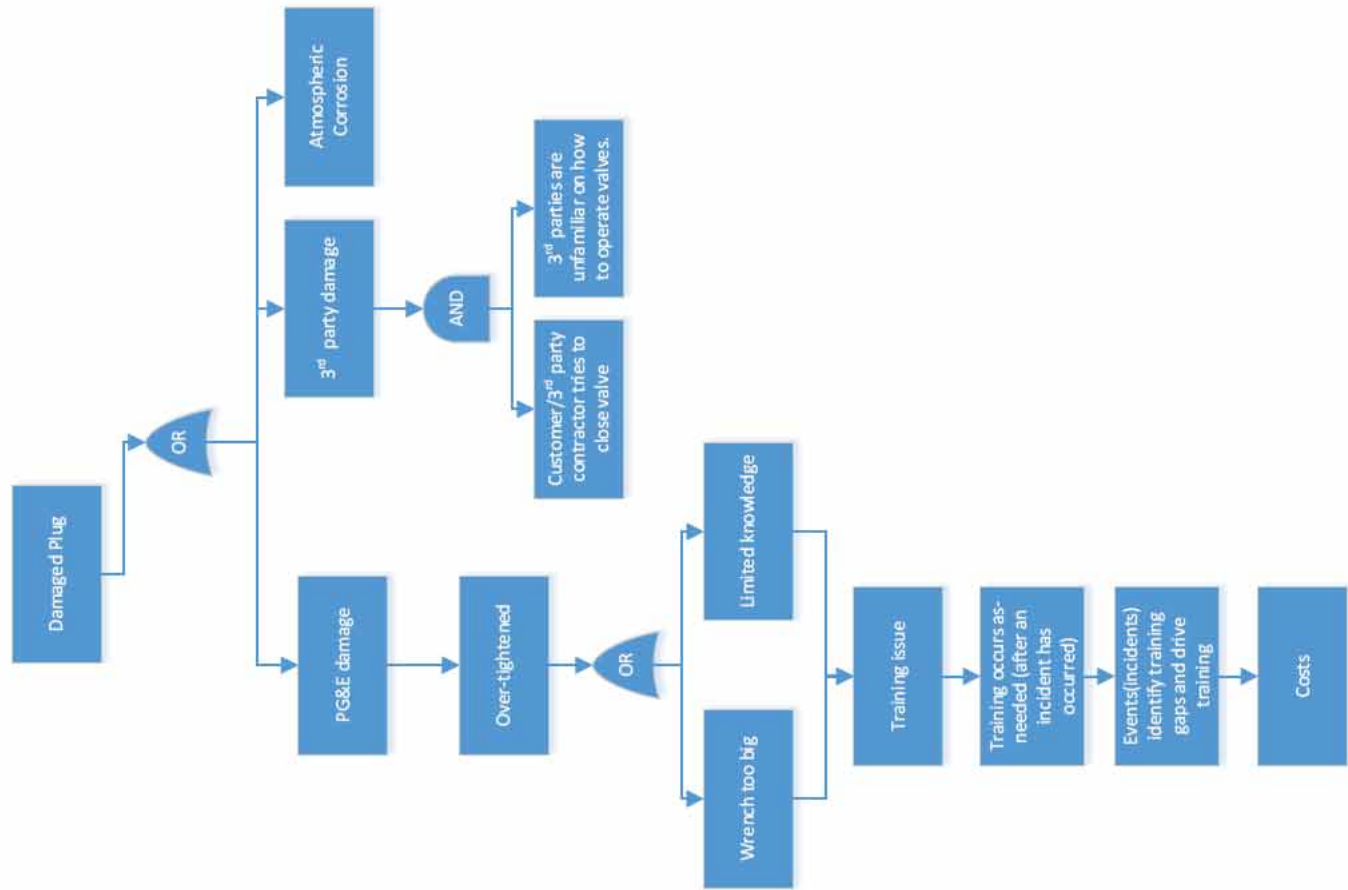 Damaged Plug
OR
PG&E damage
3rd party damage
Atmospheric
Corrosion
Over-tightened
AND
OR
Customer/3rd party
contractor tries to
close valve
3rd parties are
unfamiliar on how
to operate valves.
Wrench too big
Limited knowledge
Training issue
Training occurs as-
needed (after an
incident has
occurred)
Events(incidents)
identify training
gaps and drive
training
Costs